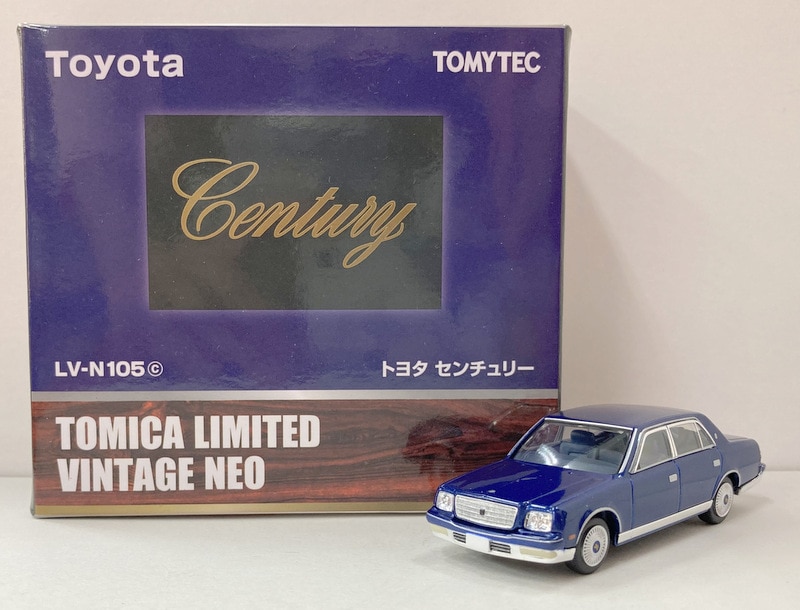 Toyota
TOMYTEC
Century
LV-N105©
トヨタ センチュリー
TOMICA LIMITED
VINTAGE NEO